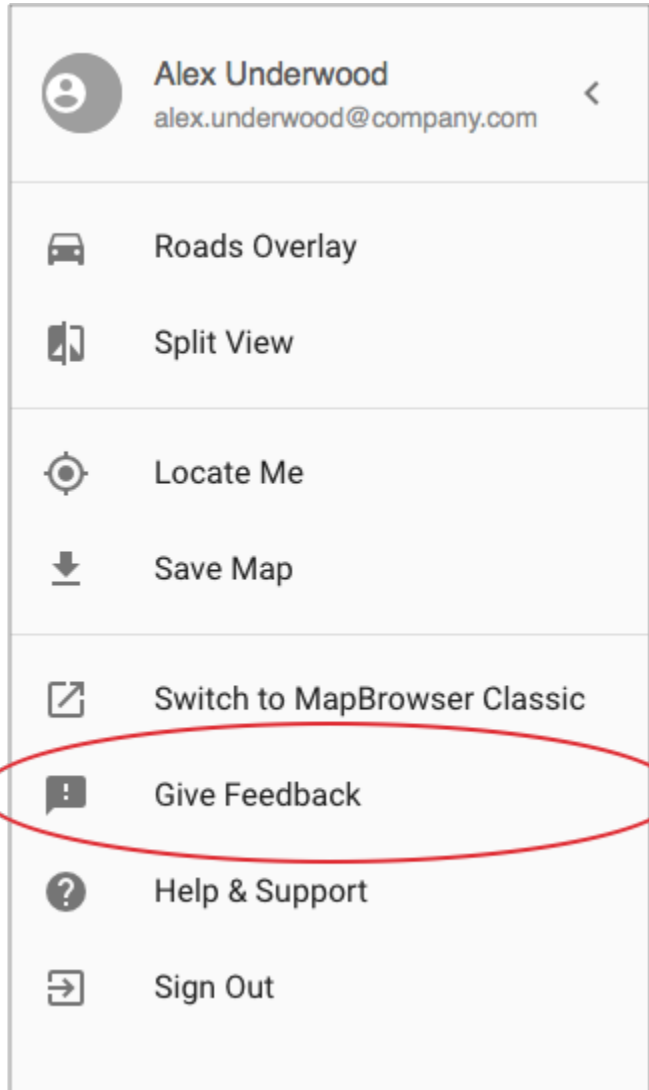 Alex Underwood
alex.underwood@company.com
Roads Overlay
Split View
Locate Me
Save Map
Switch to MapBrowser Classic
Give Feedback
Help & Support
Sign Out